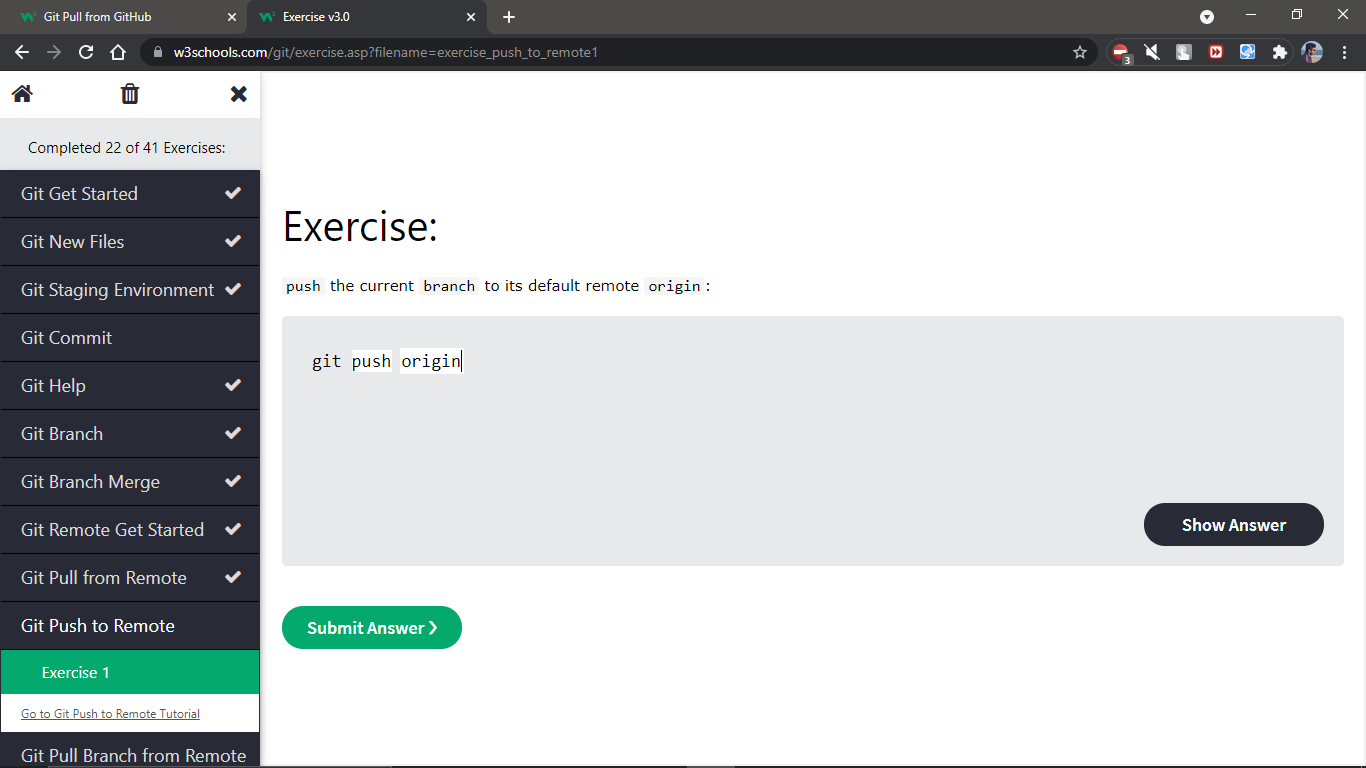 Git Pull from GitHub
Exercise v3.0
w3schools.com/git/exercise.asp?filename=exercise_push_to_remote1
3
Completed 22 of 41 Exercises:
Git Get Started
Git New Files
Git Staging Environment
Git Commit
Git Help
Git Branch
Git Branch Merge
Git Remote Get Started
Git Pull from Remote
Git Push to Remote
Exercise 1
Go to Git Push to Remote Tutorial
Git Pull Branch from Remote
Exercise:
push the current branch to its default remote origin:
git push origin
Show Answer
Submit Answer ❯